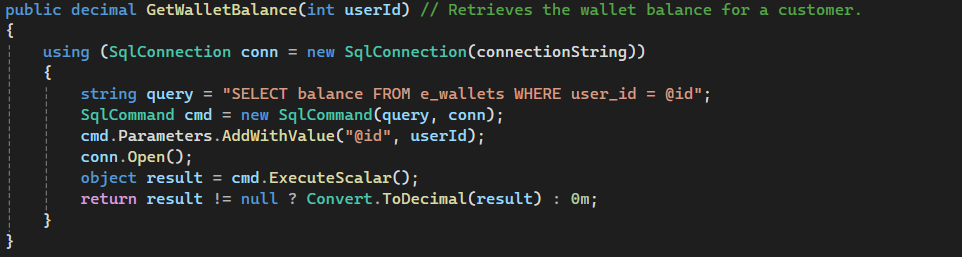 public decimal GetWalletBalance(int userId) // Retrieves the wallet balance for a customer.
{
using (SqlConnection conn = new SqlConnection(connectionString))
{
string query = "SELECT balance FROM e_wallets WHERE user_id = @id";
SqlCommand cmd = new SqlCommand(query, conn);
cmd.Parameters.AddWithValue("@id", userId);
conn.Open();
object result = cmd.ExecuteScalar();
return result != null ? Convert.ToDecimal(result) : 0m;
}
}